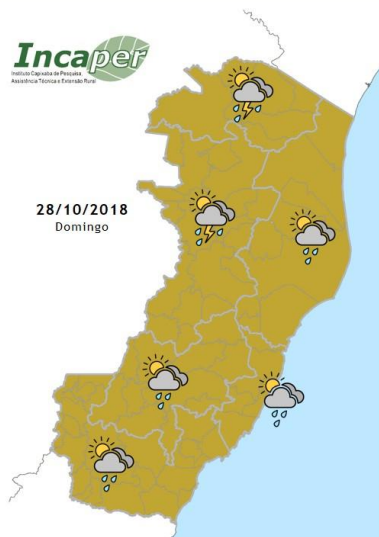 Incaper
Instituto Capixaba de Pesquisa,
Assistência Técnica e Extensão Rural
28/10/2018
Domingo